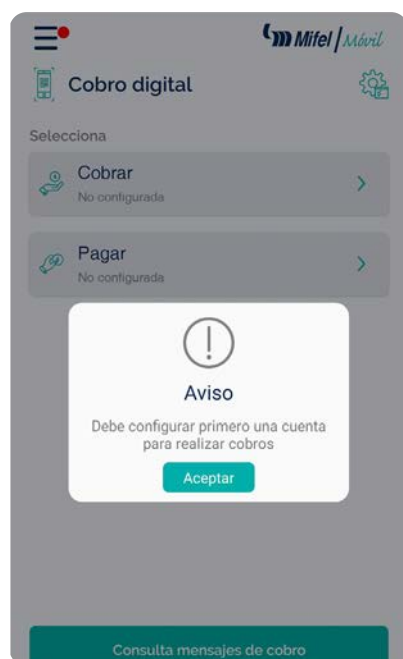 Mifel | Móvil
Cobro digital
Selecciona
Cobrar
No configurada
Pagar
No configurada
Aviso
Debe configurar primero una cuenta
para realizar cobros
Aceptar
Consulta mensajes de cobro